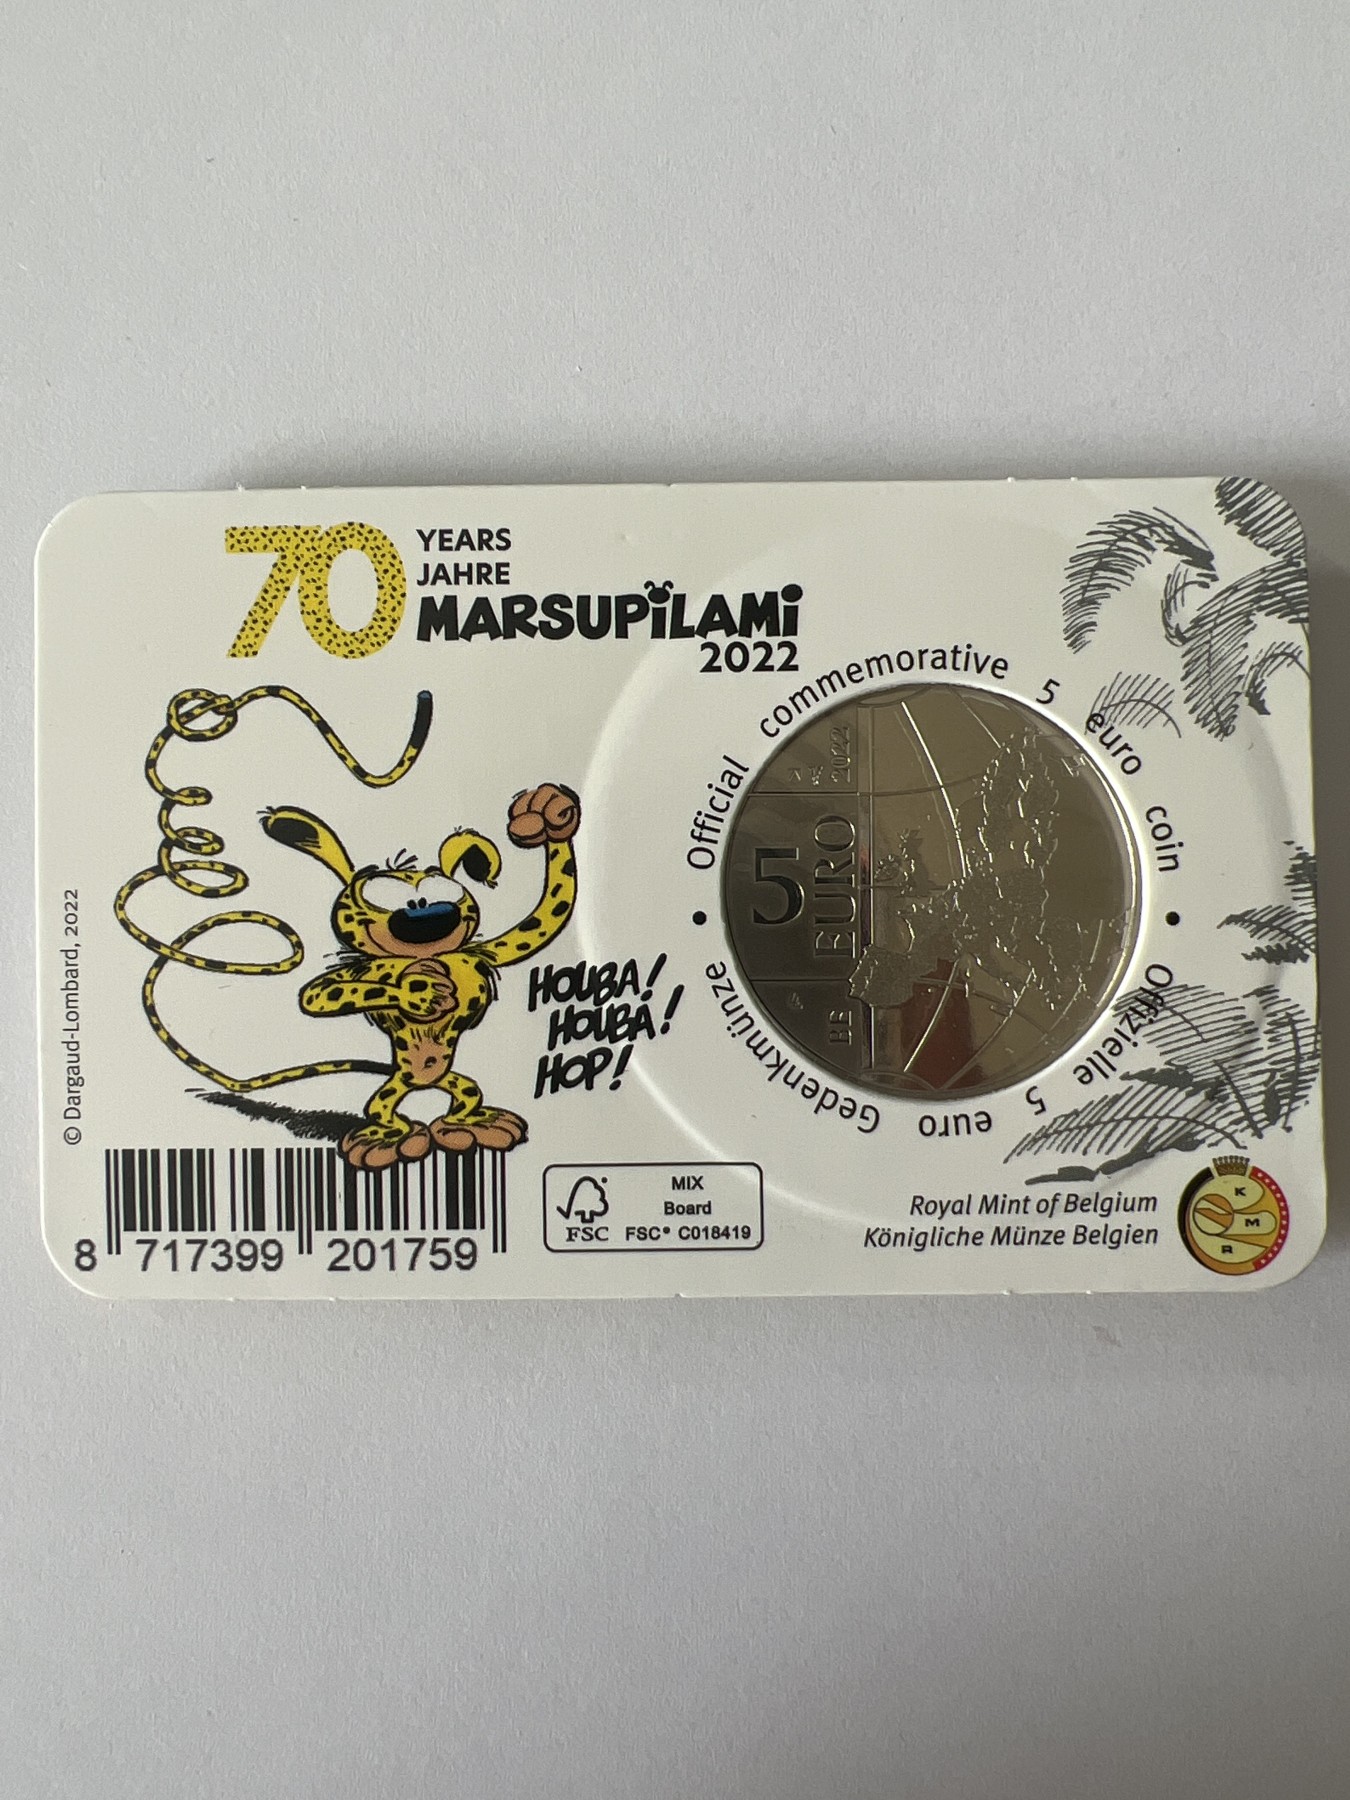 70 YEARS
JAHRE
MARSUPILAMI
2022
Official commemorative 5 euro coin
Offizielle 5 euro Gedenkmünze
2022
5
EURO
BE
© Dargaud-Lombard, 2022
HOUBA!
HOUBA!
HOP!
8 717399 201759
FSC
MIX
Board
FSC® C018419
Royal Mint of Belgium
Königliche Münze Belgien
K
M
R